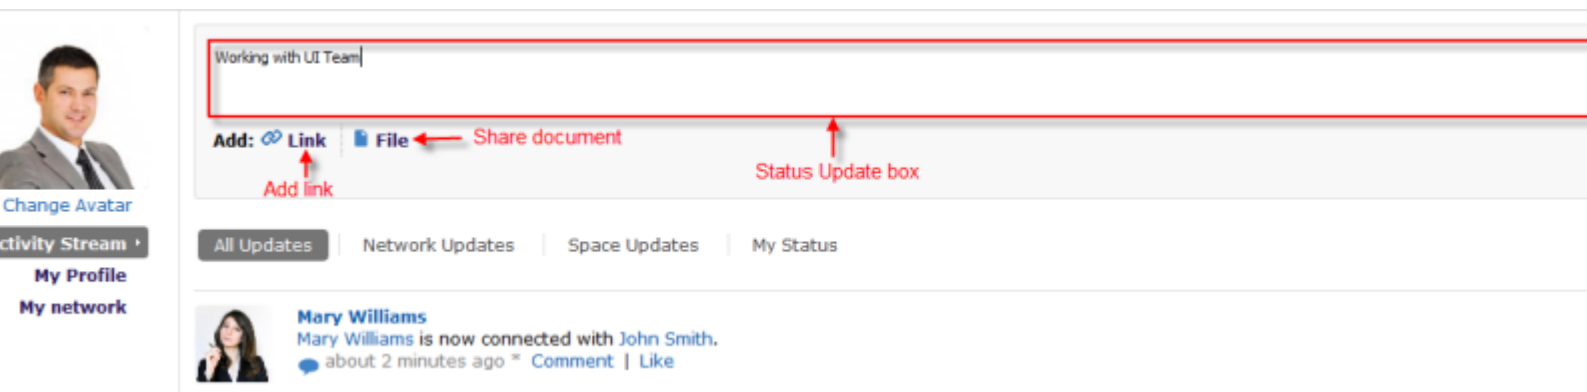 Working with UI Team
Add: Link File Share document
Status Update box
Add link
Change Avatar
ctivity Stream
My Profile
My network
All Updates Network Updates Space Updates My Status
Mary Williams
Mary Williams is now connected with John Smith.
about 2 minutes ago * Comment | Like